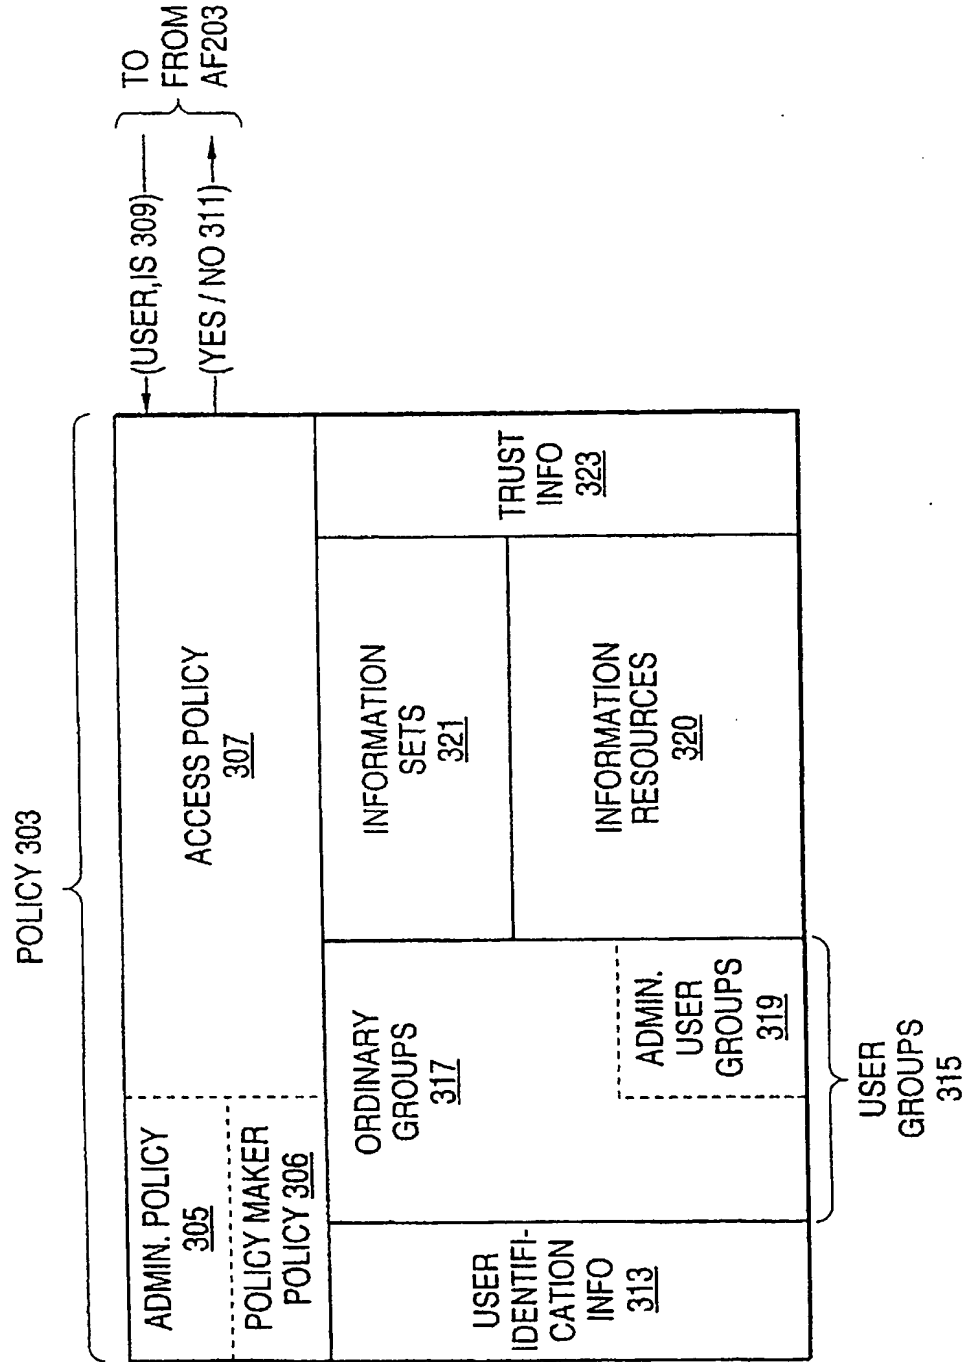 POLICY 303
ADMIN. POLICY
305
POLICY MAKER
POLICY 306
ACCESS POLICY
307
(USER,IS 309)
(YES / NO 311)
TO
FROM
AF203
USER
IDENTIFI-
CATION
INFO
313
ORDINARY
GROUPS
317
ADMIN.
USER
GROUPS
319
INFORMATION
SETS
321
INFORMATION
RESOURCES
320
TRUST
INFO
323
USER
GROUPS
315